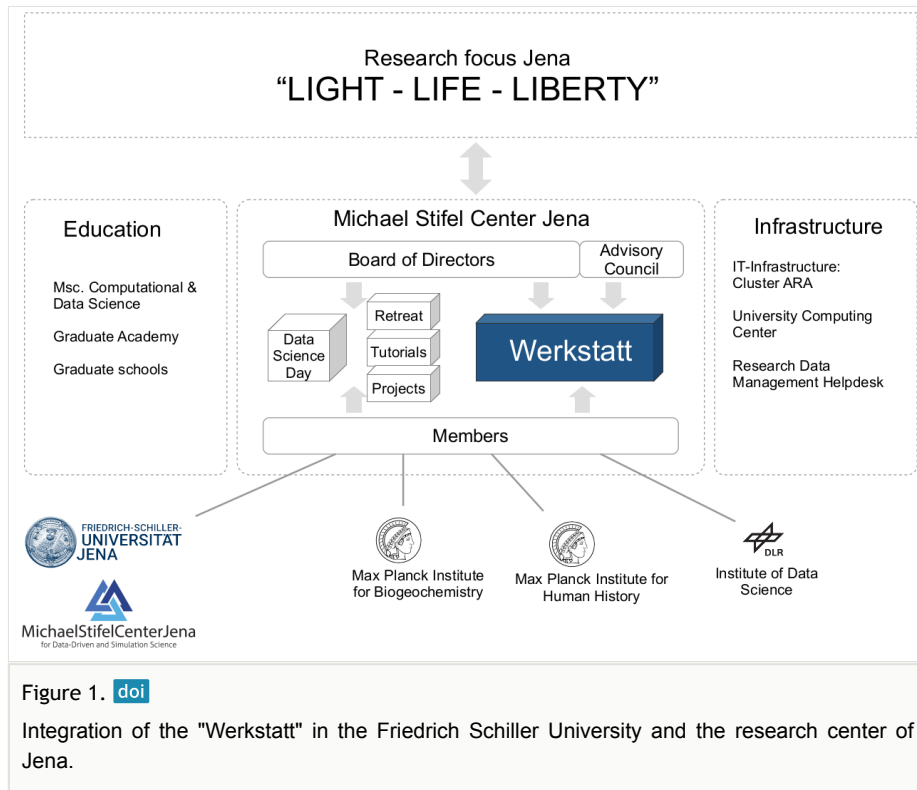 Research focus Jena
“LIGHT - LIFE - LIBERTY”
Education
Msc. Computational &
Data Science
Graduate Academy
Graduate schools
Michael Stifel Center Jena
Board of Directors
Advisory
Council
Data
Science
Day
Retreat
Tutorials
Projects
Werkstatt
Members
Infrastructure
IT-Infrastructure:
Cluster ARA
University Computing
Center
Research Data
Management Helpdesk
FRIEDRICH-SCHILLER-
UNIVERSITÄT
JENA
MichaelStifelCenterJena
for Data-Driven and Simulation Science
Max Planck Institute
for Biogeochemistry
Max Planck Institute for
Human History
DLR
Institute of Data
Science
Figure 1. doi
Integration of the "Werkstatt" in the Friedrich Schiller University and the research center of
Jena.